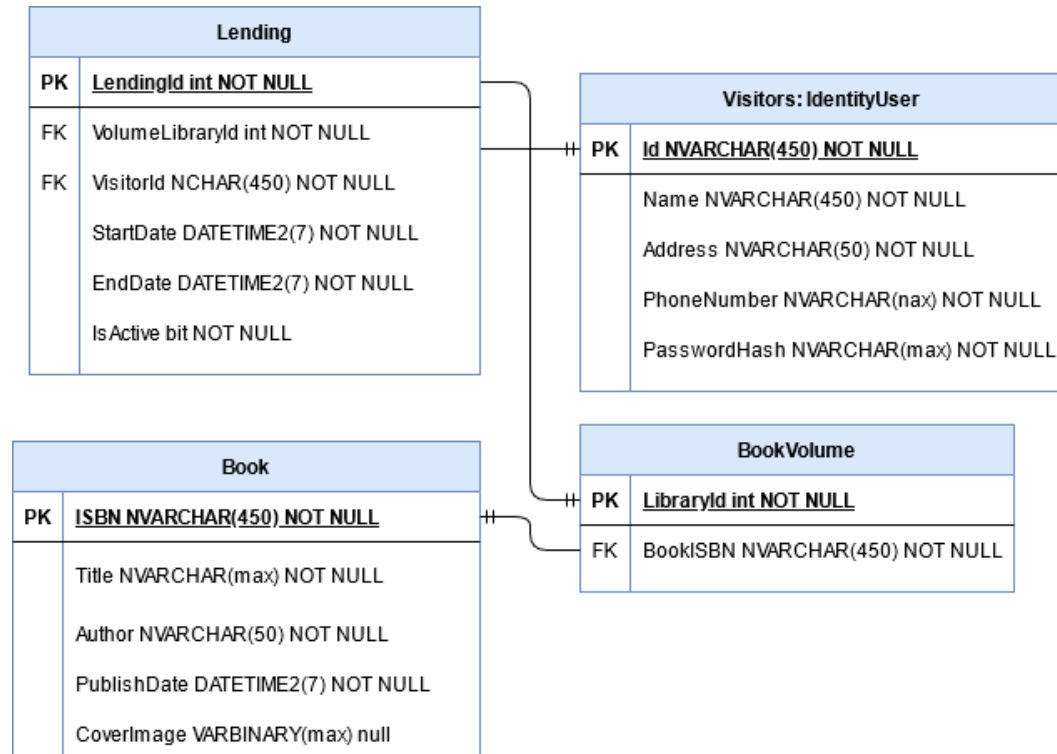 Lending
PK LendingId int NOT NULL
FK VolumeLibraryId int NOT NULL
FK VisitorId NCHAR(450) NOT NULL
StartDate DATETIME2(7) NOT NULL
EndDate DATETIME2(7) NOT NULL
IsActive bit NOT NULL
Visitors: IdentityUser
PK Id NVARCHAR(450) NOT NULL
Name NVARCHAR(450) NOT NULL
Address NVARCHAR(50) NOT NULL
PhoneNumber NVARCHAR(nax) NOT NULL
PasswordHash NVARCHAR(max) NOT NULL
Book
PK ISBN NVARCHAR(450) NOT NULL
Title NVARCHAR(max) NOT NULL
Author NVARCHAR(50) NOT NULL
PublishDate DATETIME2(7) NOT NULL
CoverImage VARBINARY(max) null
BookVolume
PK LibraryId int NOT NULL
FK BookISBN NVARCHAR(450) NOT NULL